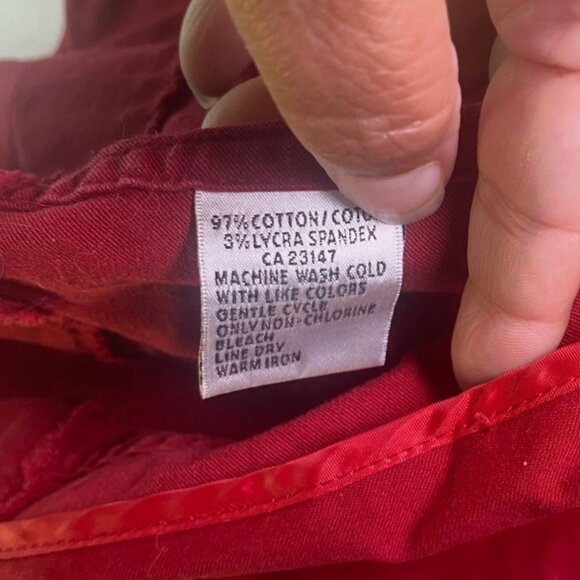 97% COTTON/COTO
3% LYCRA SPANDEX
CA 23147
MACHINE WASH COLD
WITH LIKE COLORS
GENTLE CYCLE
ONLY NON-CHLORINE
BLEACH
LINE DRY
WARM IRON